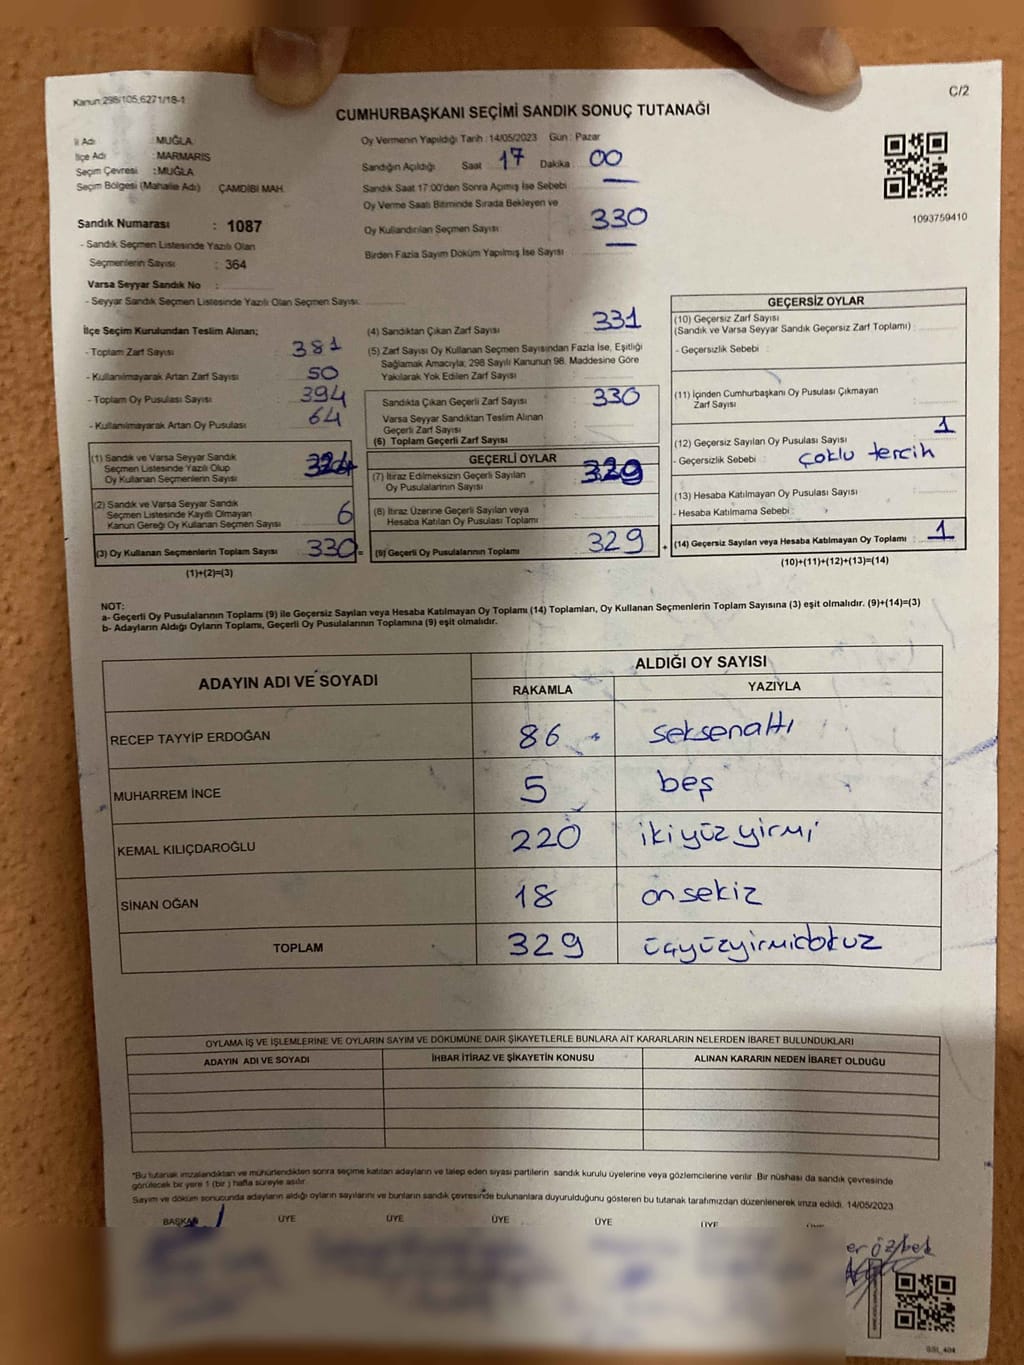 Kanun:298/105,6271/18-1
C/2
CUMHURBAŞKANI SEÇİMİ SANDIK SONUÇ TUTANAĞI
İl Adı : MUĞLA
İlçe Adı : MARMARİS
Seçim Çevresi : MUĞLA
Seçim Bölgesi (Mahalle Adı) ÇAMDİBİ MAH.
Sandık Numarası : 1087
- Sandık Seçmen Listesinde Yazılı Olan
Seçmenlerin Sayısı : 364
Varsa Seyyar Sandık No :
- Seyyar Sandık Seçmen Listesinde Yazılı Olan Seçmen Sayısı:
Oy Vermenin Yapıldığı Tarih :14/05/2023 Gün : Pazar
Sandığın Açıldığı Saat 17 Dakika 00
Sandık Saat 17:00'den Sonra Açımış İse Sebebi
Oy Verme Saati Bitiminde Sırada Bekleyen ve
Oy Kullandırılan Seçmen Sayısı 330
Birden Fazla Sayım Döküm Yapılmış İse Sayısı
1093759410
İlçe Seçim Kurulundan Teslim Alınan;
- Toplam Zarf Sayısı 381
- Kullanılmayarak Artan Zarf Sayısı 50
- Toplam Oy Pusulası Sayısı 394
- Kullanılmayarak Artan Oy Pusulası 64
(1) Sandık ve Varsa Seyyar Sandık
Seçmen Listesinde Yazılı Olup
Oy Kullanan Seçmenlerin Sayısı 324
(2) Sandık ve Varsa Seyyar Sandık
Seçmen Listesinde Kayıtlı Olmayan
Kanun Gereği Oy Kullanan Seçmen Sayısı 6
(3) Oy Kullanan Seçmenlerin Toplam Sayısı 330 =
(1)+(2)=(3)
(4) Sandıktan Çıkan Zarf Sayısı 331
(5) Zarf Sayısı Oy Kullanan Seçmen Sayısından Fazla İse, Eşitliği
Sağlamak Amacıyla; 298 Sayılı Kanunun 98. Maddesine Göre
Yakılarak Yok Edilen Zarf Sayısı
Sandıkta Çıkan Geçerli Zarf Sayısı 330
Varsa Seyyar Sandıktan Teslim Alınan
Geçerli Zarf Sayısı
(6) Toplam Geçerli Zarf Sayısı
GEÇERLİ OYLAR
(7) İtiraz Edilmeksizin Geçerli Sayılan
Oy Pusulalarının Sayısı 329
(8) İtiraz Üzerine Geçerli Sayılan veya
Hesaba Katılan Oy Pusulası Toplamı
(9) Geçerli Oy Pusulalarının Toplamı 329 +
GEÇERSİZ OYLAR
(10) Geçersiz Zarf Sayısı
(Sandık ve Varsa Seyyar Sandık Geçersiz Zarf Toplamı) :
- Geçersizlik Sebebi :
(11) İçinden Cumhurbaşkanı Oy Pusulası Çıkmayan
Zarf Sayısı :
(12) Geçersiz Sayılan Oy Pusulası Sayısı : 1
- Geçersizlik Sebebi : çoklu tercih
(13) Hesaba Katılmayan Oy Pusulası Sayısı :
- Hesaba Katılmama Sebebi :
(14) Geçersiz Sayılan veya Hesaba Katılmayan Oy Toplamı : 1
(10)+(11)+(12)+(13)=(14)
NOT:
a- Geçerli Oy Pusulalarının Toplamı (9) ile Geçersiz Sayılan veya Hesaba Katılmayan Oy Toplamı (14) Toplamları, Oy Kullanan Seçmenlerin Toplam Sayısına (3) eşit olmalıdır. (9)+(14)=(3)
b- Adayların Aldığı Oyların Toplamı, Geçerli Oy Pusulalarının Toplamına (9) eşit olmalıdır.
ADAYIN ADI VE SOYADI ALDIĞI OY SAYISI
RAKAMLA YAZIYLA
RECEP TAYYİP ERDOĞAN 86 seksenaltı
MUHARREM İNCE 5 beş
KEMAL KILIÇDAROĞLU 220 ikiyüzyirmi
SİNAN OĞAN 18 onsekiz
TOPLAM 329 üçyüzyirmidokuz
OYLAMA İŞ VE İŞLEMLERİNE VE OYLARIN SAYIM VE DÖKÜMÜNE DAİR ŞİKAYETLERLE BUNLARA AİT KARARLARIN NELERDEN İBARET BULUNDUKLARI
ADAYIN ADI VE SOYADI İHBAR İTİRAZ VE ŞİKAYETİN KONUSU ALINAN KARARIN NEDEN İBARET OLDUĞU
*Bu tutanak imzalandıktan ve mühürlendikten sonra seçime katılan adayların ve talep eden siyasi partilerin sandık kurulu üyelerine veya gözlemcilerine verilir. Bir nüshası da sandık çevresinde
görülecek bir yere 1 (bir) hafta süreyle asılır.
Sayım ve döküm sonucunda adayların aldığı oyların sayılarını ve bunların sandık çevresinde bulunanlara duyurulduğunu gösteren bu tutanak tarafımızdan düzenlenerek imza edildi. 14/05/2023
BAŞKAN ÜYE ÜYE ÜYE ÜYE ÜYE
er özbek